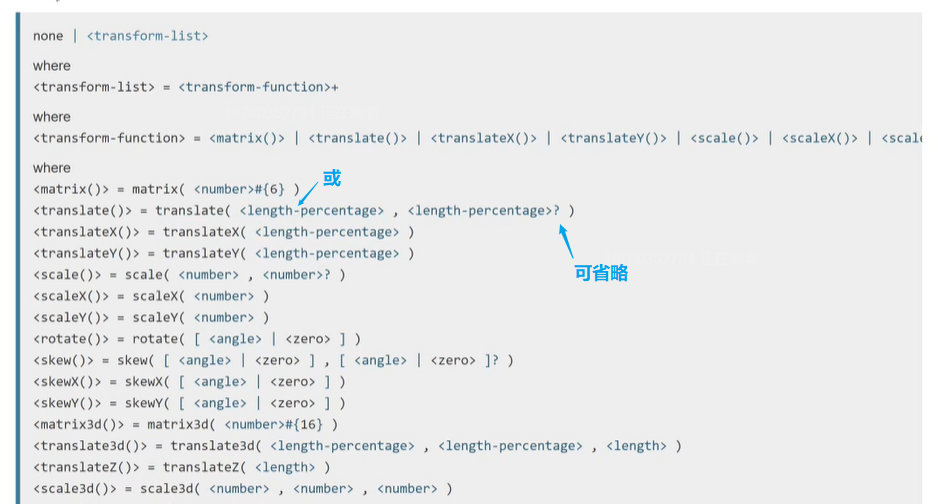 none | <transform-list>
where
<transform-list> = <transform-function>+
where
<transform-function> = <matrix()> | <translate()> | <translateX()> | <translateY()> | <scale()> | <scaleX()> | <scale
where
<matrix()> = matrix( <number>#{6} )
或
<translate()> = translate( <length-percentage> , <length-percentage>? )
<translateX()> = translateX( <length-percentage> )
<translateY()> = translateY( <length-percentage> )
可省略
<scale()> = scale( <number> , <number>? )
<scaleX()> = scaleX( <number> )
<scaleY()> = scaleY( <number> )
<rotate()> = rotate( [ <angle> | <zero> ] )
<skew()> = skew( [ <angle> | <zero> ] , [ <angle> | <zero> ]? )
<skewX()> = skewX( [ <angle> | <zero> ] )
<skewY()> = skewY( [ <angle> | <zero> ] )
<matrix3d()> = matrix3d( <number>#{16} )
<translate3d()> = translate3d( <length-percentage> , <length-percentage> , <length> )
<translateZ()> = translateZ( <length> )
<scale3d()> = scale3d( <number> , <number> , <number> )